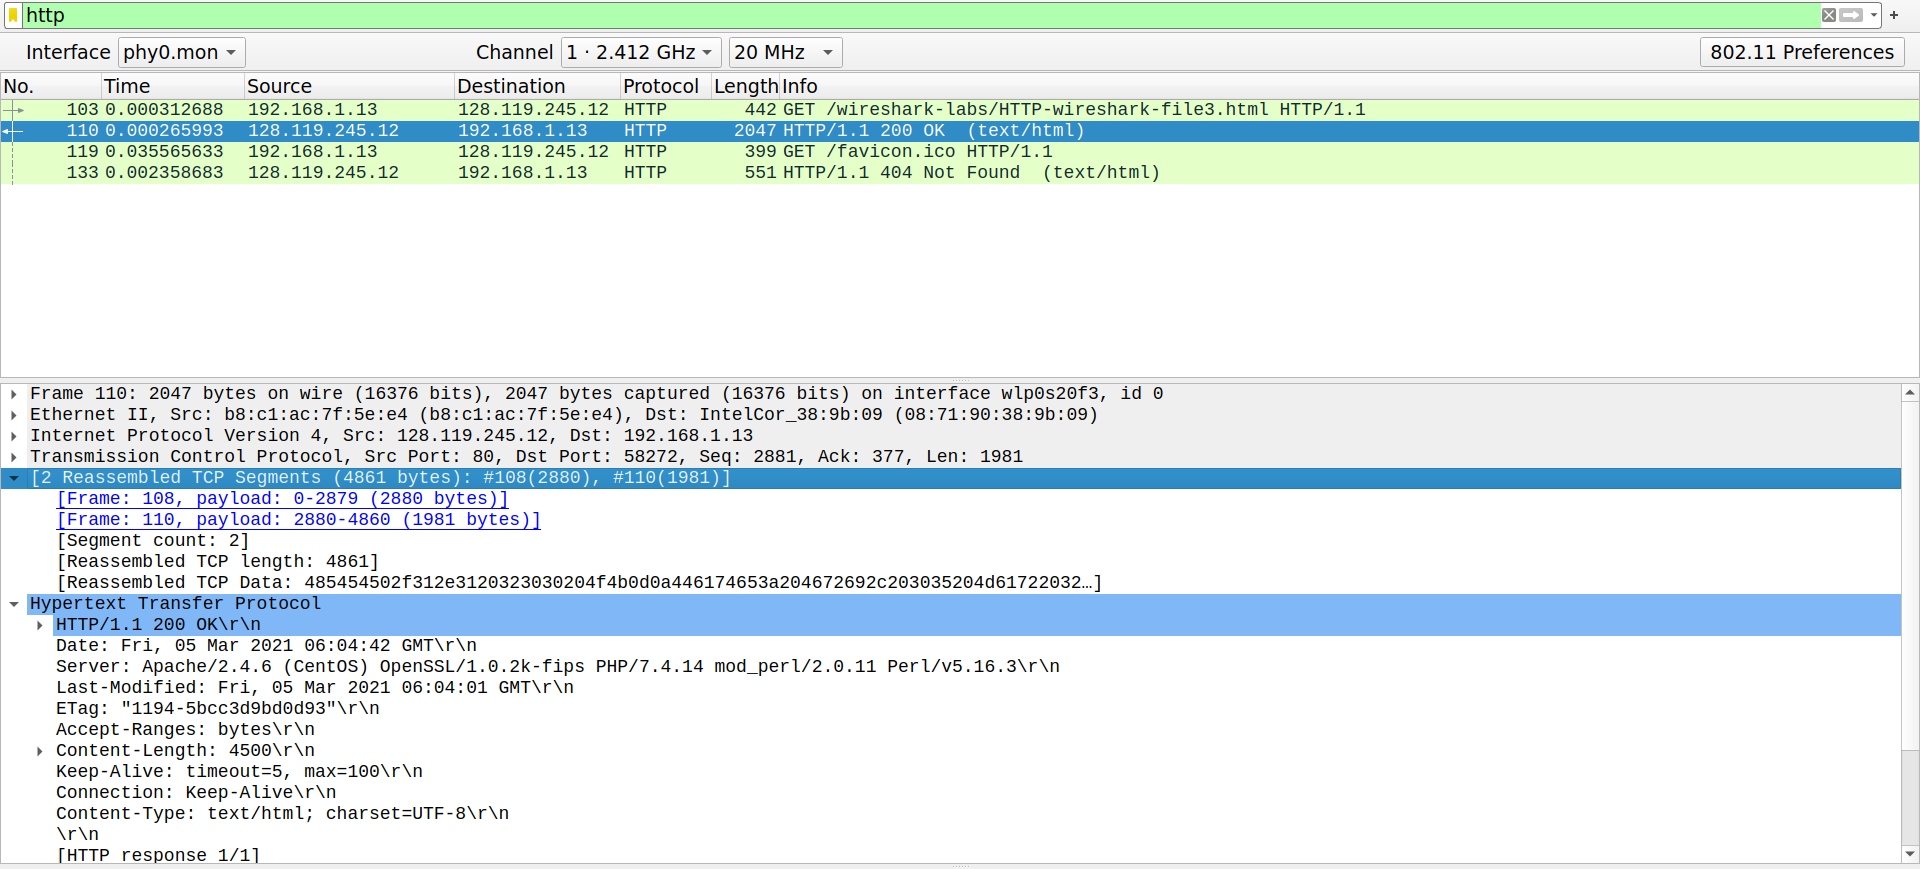 http
Interface phy0.mon Channel 1 · 2.412 GHz 20 MHz 802.11 Preferences
No. Time Source Destination Protocol Length Info
103 0.000312688 192.168.1.13 128.119.245.12 HTTP 442 GET /wireshark-labs/HTTP-wireshark-file3.html HTTP/1.1
110 0.000265993 128.119.245.12 192.168.1.13 HTTP 2047 HTTP/1.1 200 OK (text/html)
119 0.035565633 192.168.1.13 128.119.245.12 HTTP 399 GET /favicon.ico HTTP/1.1
133 0.002358683 128.119.245.12 192.168.1.13 HTTP 551 HTTP/1.1 404 Not Found (text/html)
Frame 110: 2047 bytes on wire (16376 bits), 2047 bytes captured (16376 bits) on interface wlp0s20f3, id 0
Ethernet II, Src: b8:c1:ac:7f:5e:e4 (b8:c1:ac:7f:5e:e4), Dst: IntelCor_38:9b:09 (08:71:90:38:9b:09)
Internet Protocol Version 4, Src: 128.119.245.12, Dst: 192.168.1.13
Transmission Control Protocol, Src Port: 80, Dst Port: 58272, Seq: 2881, Ack: 377, Len: 1981
[2 Reassembled TCP Segments (4861 bytes): #108(2880), #110(1981)]
[Frame: 108, payload: 0-2879 (2880 bytes)]
[Frame: 110, payload: 2880-4860 (1981 bytes)]
[Segment count: 2]
[Reassembled TCP length: 4861]
[Reassembled TCP Data: 485454502f312e3120323030204f4b0d0a446174653a204672692c203035204d61722032…]
Hypertext Transfer Protocol
HTTP/1.1 200 OK\r\n
Date: Fri, 05 Mar 2021 06:04:42 GMT\r\n
Server: Apache/2.4.6 (CentOS) OpenSSL/1.0.2k-fips PHP/7.4.14 mod_perl/2.0.11 Perl/v5.16.3\r\n
Last-Modified: Fri, 05 Mar 2021 06:04:01 GMT\r\n
ETag: "1194-5bcc3d9bd0d93"\r\n
Accept-Ranges: bytes\r\n
Content-Length: 4500\r\n
Keep-Alive: timeout=5, max=100\r\n
Connection: Keep-Alive\r\n
Content-Type: text/html; charset=UTF-8\r\n
\r\n
[HTTP response 1/1]